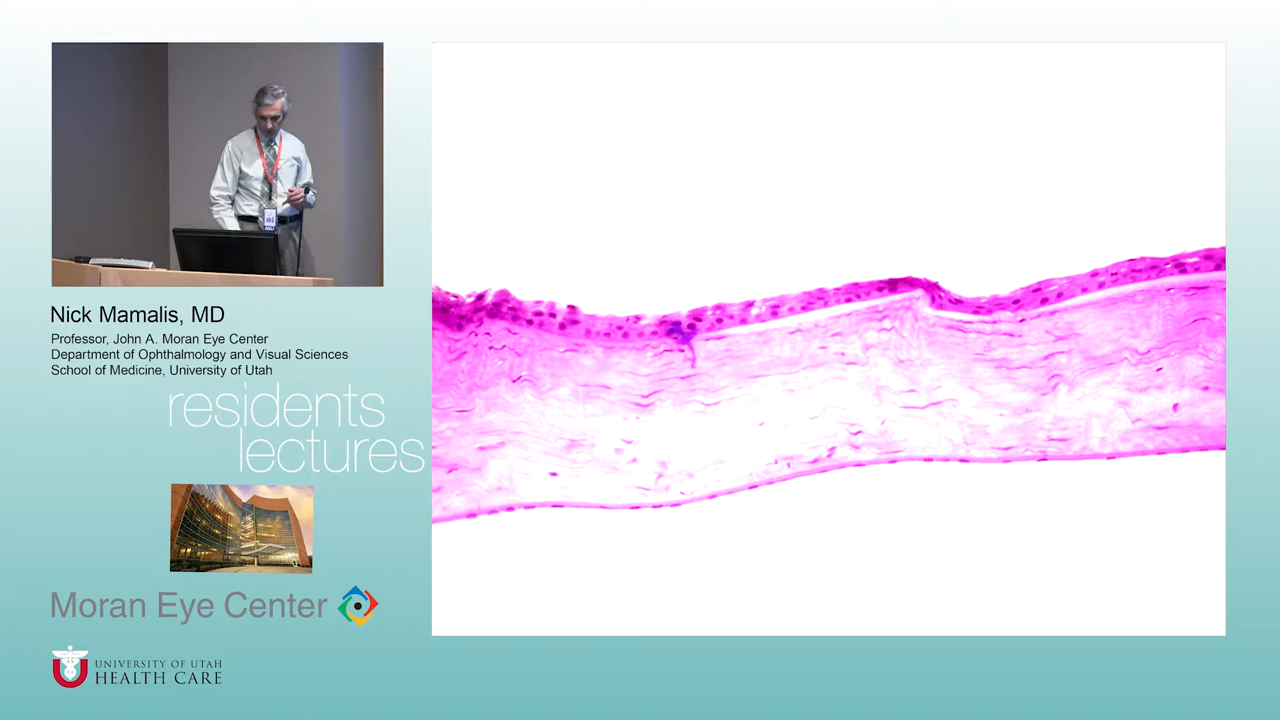 Nick Mamalis, MD
Professor, John A. Moran Eye Center
Department of Ophthalmology and Visual Sciences
School of Medicine, University of Utah
residents
lectures
Moran Eye Center
U
UNIVERSITY OF UTAH
HEALTH CARE